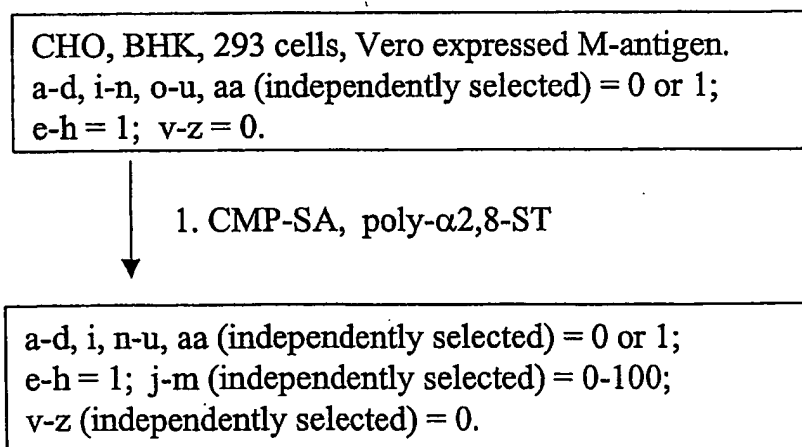 CHO, BHK, 293 cells, Vero expressed M-antigen.
a-d, i-n, o-u, aa (independently selected) = 0 or 1;
e-h = 1; v-z = 0.
1. CMP-SA, poly-α2,8-ST
a-d, i, n-u, aa (independently selected) = 0 or 1;
e-h = 1; j-m (independently selected) = 0-100;
v-z (independently selected) = 0.